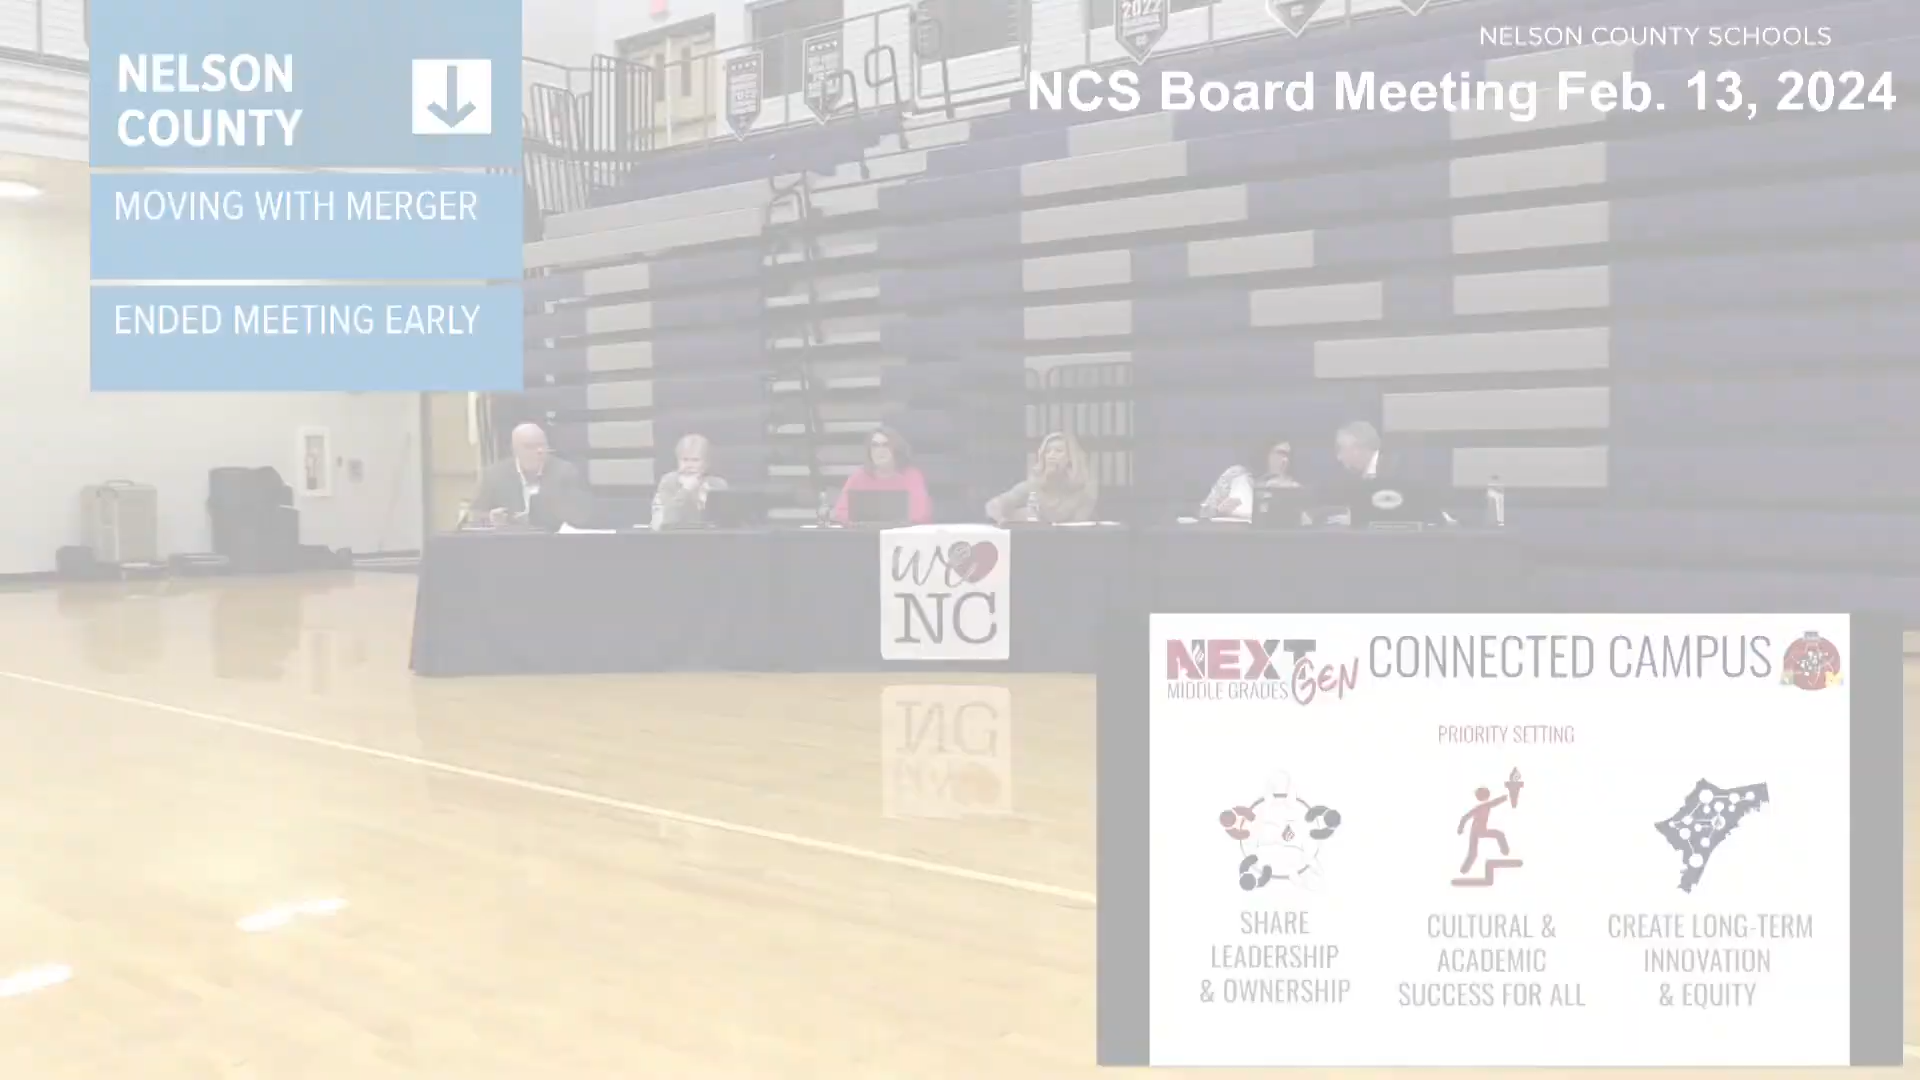 NELSON
COUNTY
MOVING WITH MERGER
ENDED MEETING EARLY
2022
NELSON COUNTY SCHOOLS
NCS Board Meeting Feb. 13, 2024
we
NC
NEXT
GEN
MIDDLE GRADES
CONNECTED CAMPUS
PRIORITY SETTING
SHARE
LEADERSHIP
& OWNERSHIP
CULTURAL &
ACADEMIC
SUCCESS FOR ALL
CREATE LONG-TERM
INNOVATION
& EQUITY